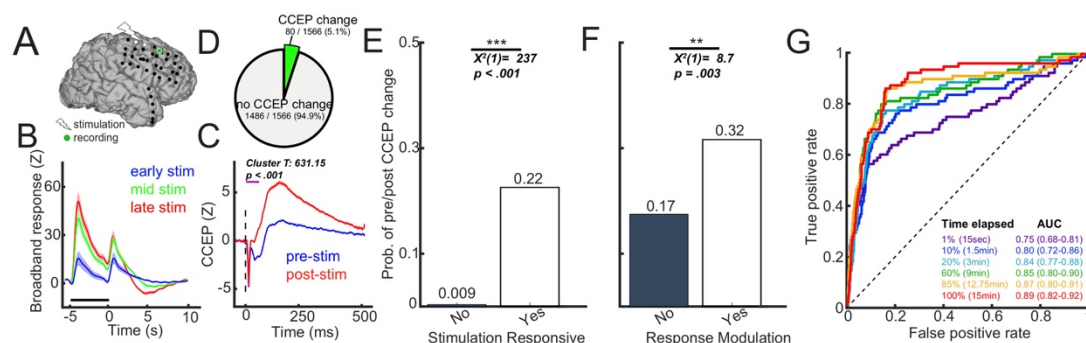 A
stimulation
recording
B
Broadband response (Z)
60
30
0
early stim
mid stim
late stim
-5
0
5
10
Time (s)
D
CCEP change
80 / 1566 (5.1%)
no CCEP change
1486 / 1566 (94.9%)
C
Cluster T: 631.15
p < .001
CCEP (Z)
5
0
-5
pre-stim
post-stim
0
250
500
Time (ms)
E
Prob. of pre/post CCEP change
0.5
0.3
0.1
0
***
X²(1)= 237
p < .001
0.009
0.22
No
Yes
Stimulation Responsive
F
**
X²(1)= 8.7
p = .003
0.17
0.32
No
Yes
Response Modulation
G
True positive rate
1
0.8
0.6
0.4
0.2
0
Time elapsed AUC
1% (15sec) 0.75 (0.68-0.81)
10% (1.5min) 0.80 (0.72-0.86)
20% (3min) 0.84 (0.77-0.88)
60% (9min) 0.85 (0.80-0.90)
85% (12.75min) 0.87 (0.80-0.91)
100% (15min) 0.89 (0.82-0.92)
0 0.2 0.4 0.6 0.8
False positive rate